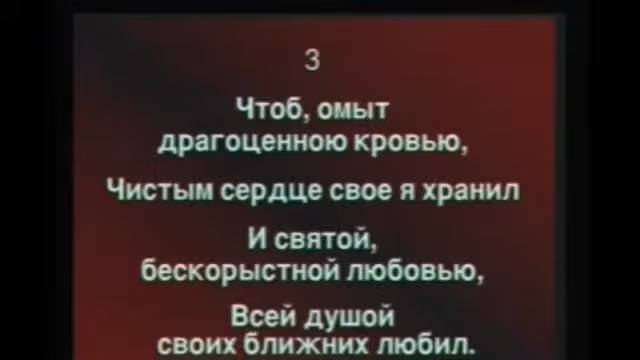 3
Чтоб, омыт
драгоценною кровью,
Чистым сердце свое я хранил
И святой,
бескорыстной любовью,
Всей душой
своих ближних любил.